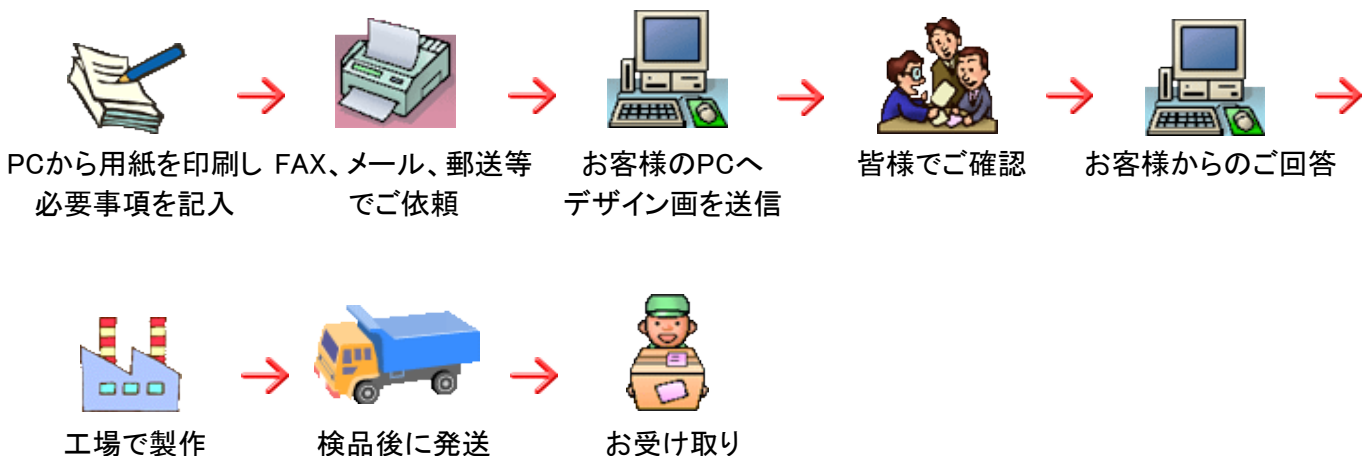 PCから用紙を印刷し
必要事項を記入
FAX、メール、郵送等
でご依頼
お客様のPCへ
デザイン画を送信
皆様でご確認
お客様からのご回答
工場で製作
検品後に発送
お受け取り